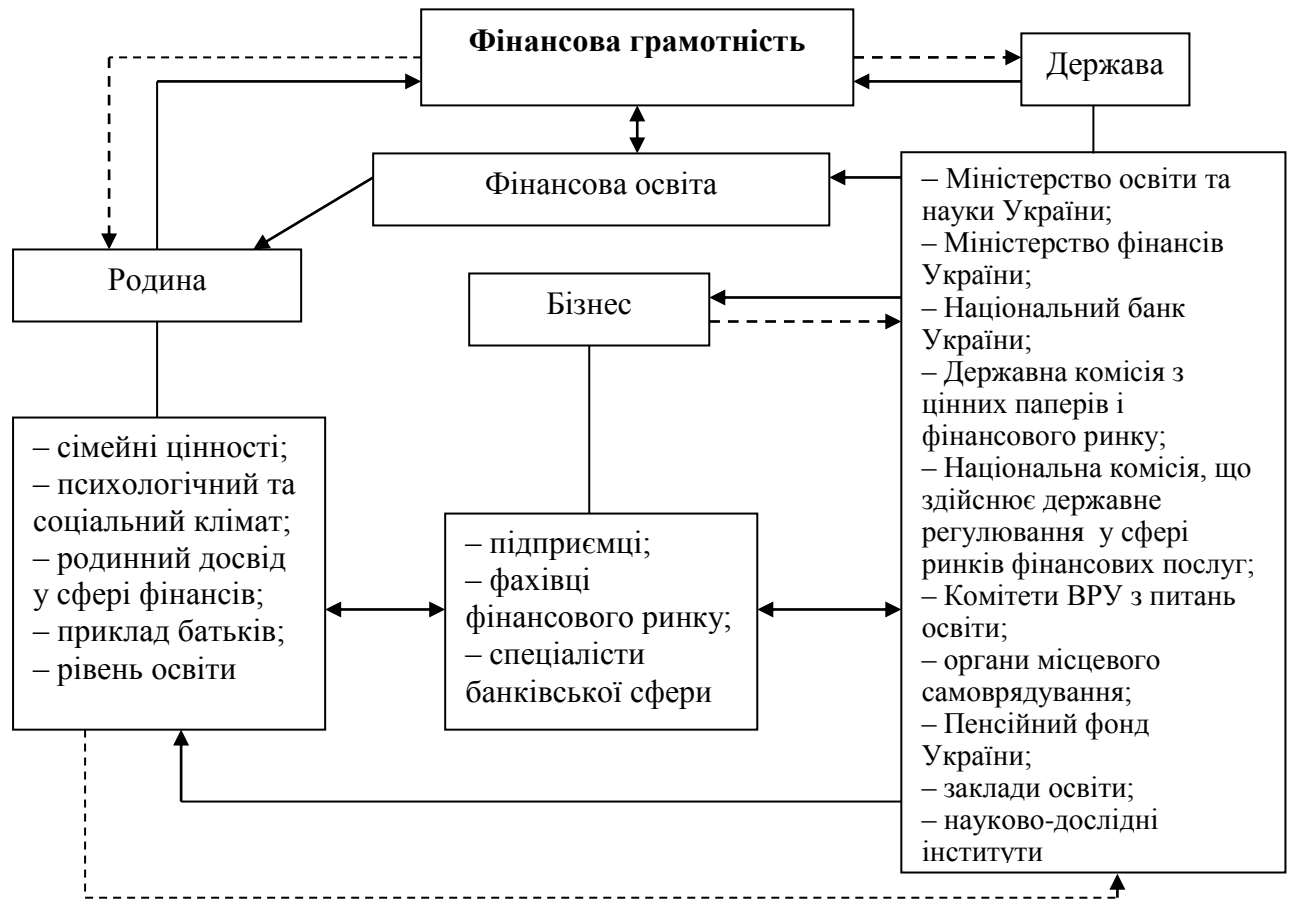 Фінансова грамотність
Держава
Фінансова освіта
Родина
Бізнес
– сімейні цінності;
– психологічний та
соціальний клімат;
– родинний досвід
у сфері фінансів;
– приклад батьків;
– рівень освіти
– підприємці;
– фахівці
фінансового ринку;
– спеціалісти
банківської сфери
– Міністерство освіти та
науки України;
– Міністерство фінансів
України;
– Національний банк
України;
– Державна комісія з
цінних паперів і
фінансового ринку;
– Національна комісія, що
здійснює державне
регулювання у сфері
ринків фінансових послуг;
– Комітети ВРУ з питань
освіти;
– органи місцевого
самоврядування;
– Пенсійний фонд
України;
– заклади освіти;
– науково-дослідні
інститути